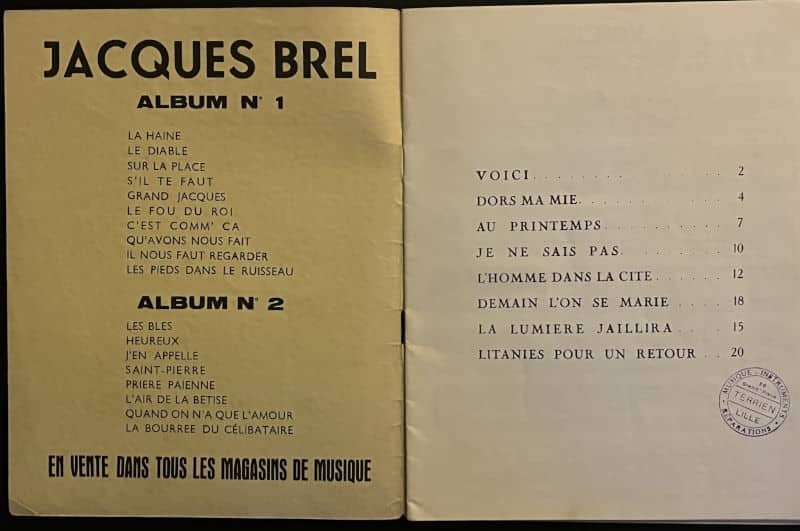 JACQUES BREL
ALBUM N° 1
LA HAINE
LE DIABLE
SUR LA PLACE
S'IL TE FAUT
GRAND JACQUES
LE FOU DU ROI
C'EST COMM' ÇA
QU'AVONS NOUS FAIT
IL NOUS FAUT REGARDER
LES PIEDS DANS LE RUISSEAU
ALBUM N° 2
LES BLES
HEUREUX
J'EN APPELLE
SAINT-PIERRE
PRIERE PAIENNE
L'AIR DE LA BETISE
QUAND ON N'A QUE L'AMOUR
LA BOURREE DU CÉLIBATAIRE
EN VENTE DANS TOUS LES MAGASINS DE MUSIQUE
VOICI . . . . . . . . . 2
DORS MA MIE . . . . . . . . 4
AU PRINTEMPS . . . . . . . 7
JE NE SAIS PAS . . . . . . 10
L'HOMME DANS LA CITE . . . . . 12
DEMAIN L'ON SE MARIE . . . . 18
LA LUMIERE JAILLIRA . . . . 15
LITANIES POUR UN RETOUR . . 20
MUSIQUE - INSTRUMENTS
Grand-Place
TERRIEN
LILLE
RÉPARATIONS